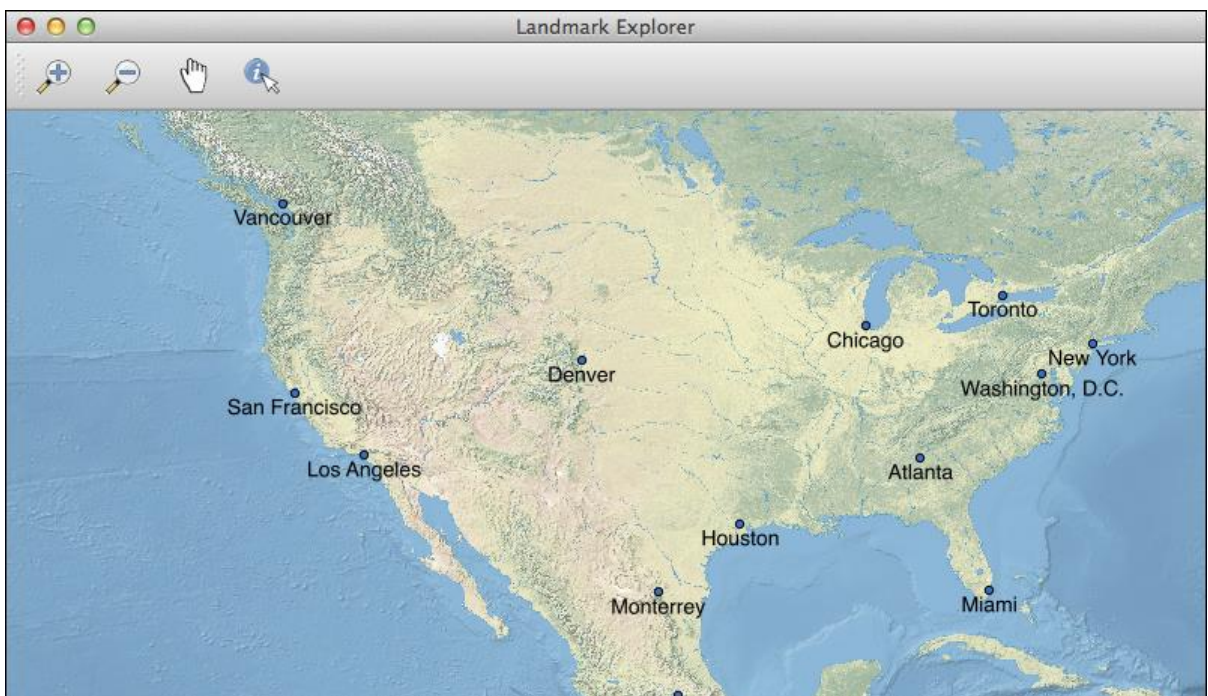 Landmark Explorer
Vancouver
Toronto
Chicago
New York
Denver
Washington, D.C.
San Francisco
Los Angeles
Atlanta
Houston
Monterrey
Miami